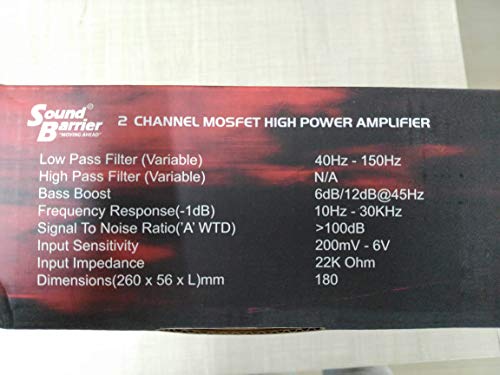 Sound ®
Barrier
"MOVING AHEAD"
2 CHANNEL MOSFET HIGH POWER AMPLIFIER
Low Pass Filter (Variable) 40Hz - 150Hz
High Pass Filter (Variable) N/A
Bass Boost 6dB/12dB@45Hz
Frequency Response(-1dB) 10Hz - 30KHz
Signal To Noise Ratio('A' WTD) >100dB
Input Sensitivity 200mV - 6V
Input Impedance 22K Ohm
Dimensions(260 x 56 x L)mm 180